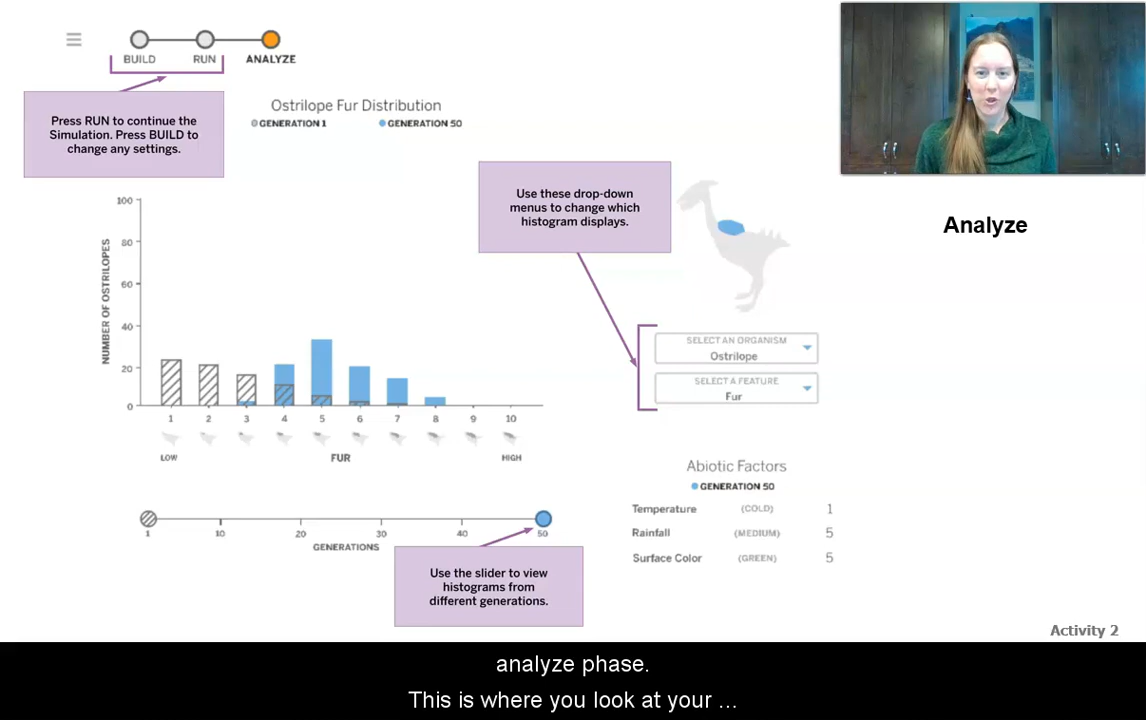 BUILD RUN ANALYZE
Press RUN to continue the
Simulation. Press BUILD to
change any settings.
Ostrilope Fur Distribution
GENERATION 1 GENERATION 50
Use these drop-down
menus to change which
histogram displays.
Analyze
NUMBER OF OSTRILOPES
100
80
60
40
20
0
1 2 3 4 5 6 7 8 9 10
LOW FUR HIGH
SELECT AN ORGANISM
Ostrilope
SELECT A FEATURE
Fur
Abiotic Factors
GENERATION 50
Temperature (COLD) 1
Rainfall (MEDIUM) 5
Surface Color (GREEN) 5
1 10 20 30 40 50
GENERATIONS
Use the slider to view
histograms from
different generations.
Activity 2
analyze phase.
This is where you look at your ...